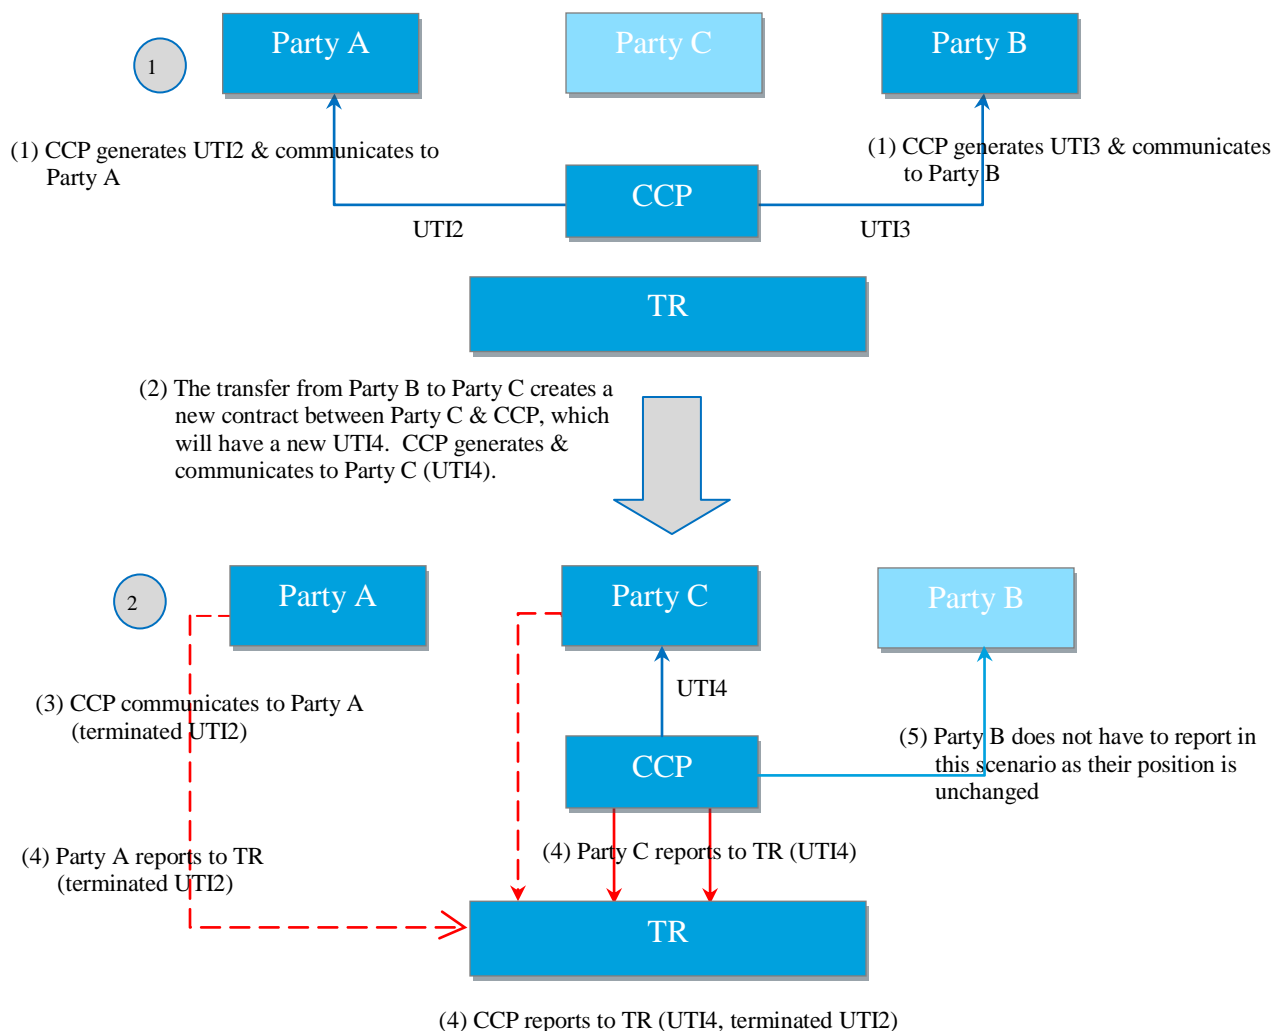 Party A
Party C
Party B
1
(1) CCP generates UTI2 & communicates to
Party A
(1) CCP generates UTI3 & communicates
to Party B
CCP
UTI2
UTI3
TR
(2) The transfer from Party B to Party C creates a
new contract between Party C & CCP, which
will have a new UTI4.  CCP generates &
communicates to Party C (UTI4).
2
Party A
Party C
Party B
(3) CCP communicates to Party A
(terminated UTI2)
UTI4
CCP
(5) Party B does not have to report in
this scenario as their position is
unchanged
(4) Party A reports to TR
(terminated UTI2)
(4) Party C reports to TR (UTI4)
TR
(4) CCP reports to TR (UTI4, terminated UTI2)